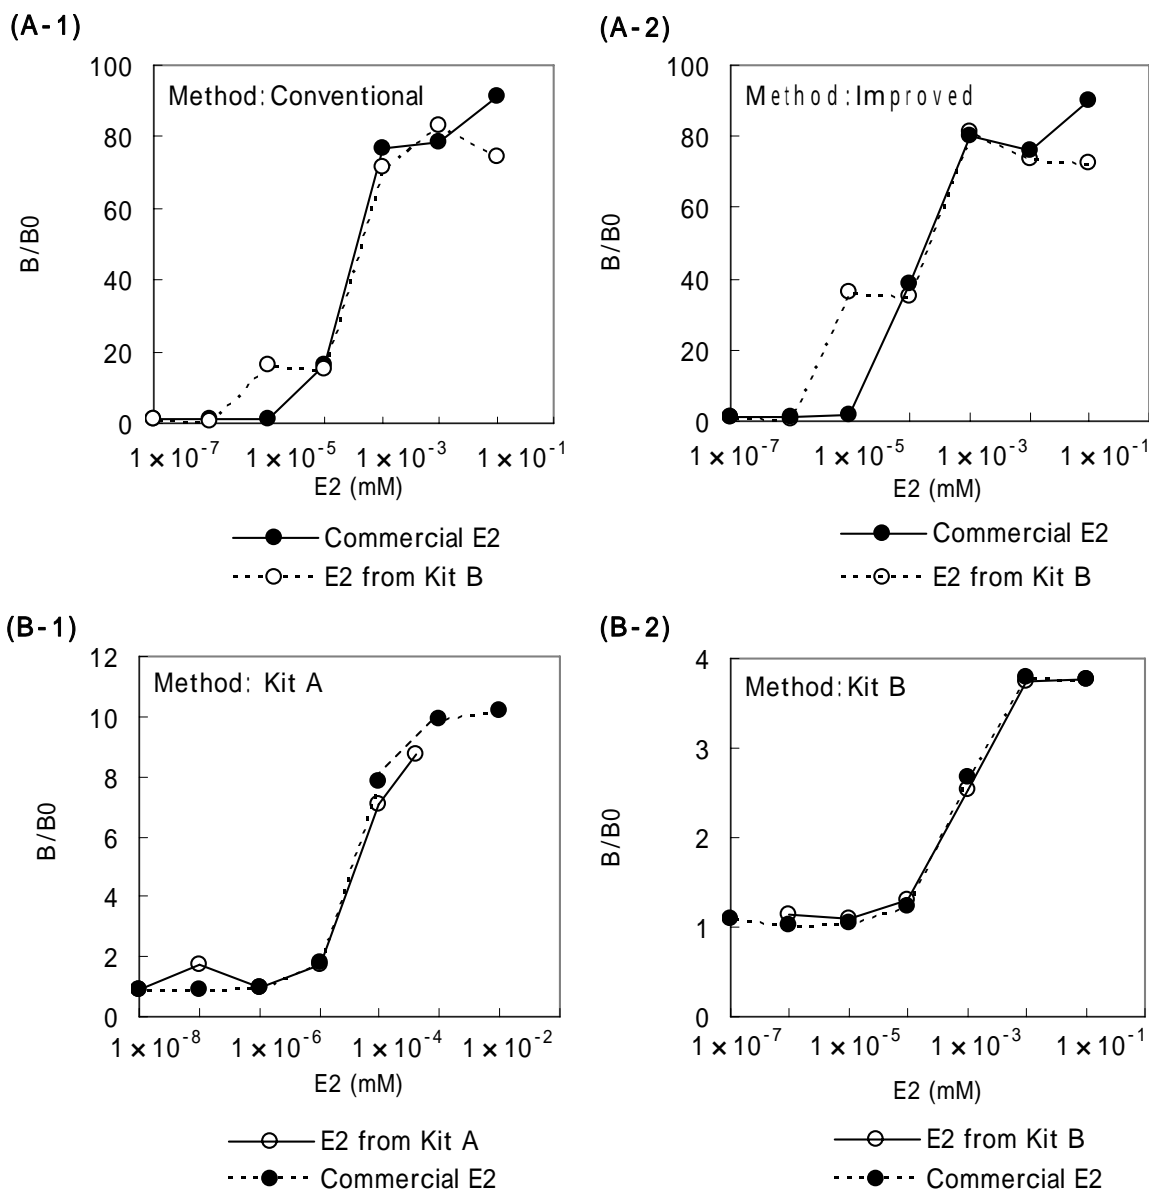 (A-1)
Method: Conventional
100
80
60
40
20
0
B/B0
1×10⁻⁷ 1×10⁻⁵ 1×10⁻³ 1×10⁻¹
E2 (mM)
Commercial E2
E2 from Kit B
(A-2)
Method: Improved
100
80
60
40
20
0
B/B0
1×10⁻⁷ 1×10⁻⁵ 1×10⁻³ 1×10⁻¹
E2 (mM)
Commercial E2
E2 from Kit B
(B-1)
Method: Kit A
12
10
8
6
4
2
0
B/B0
1×10⁻⁸ 1×10⁻⁶ 1×10⁻⁴ 1×10⁻²
E2 (mM)
E2 from Kit A
Commercial E2
(B-2)
Method: Kit B
4
3
2
1
0
B/B0
1×10⁻⁷ 1×10⁻⁵ 1×10⁻³ 1×10⁻¹
E2 (mM)
E2 from Kit B
Commercial E2